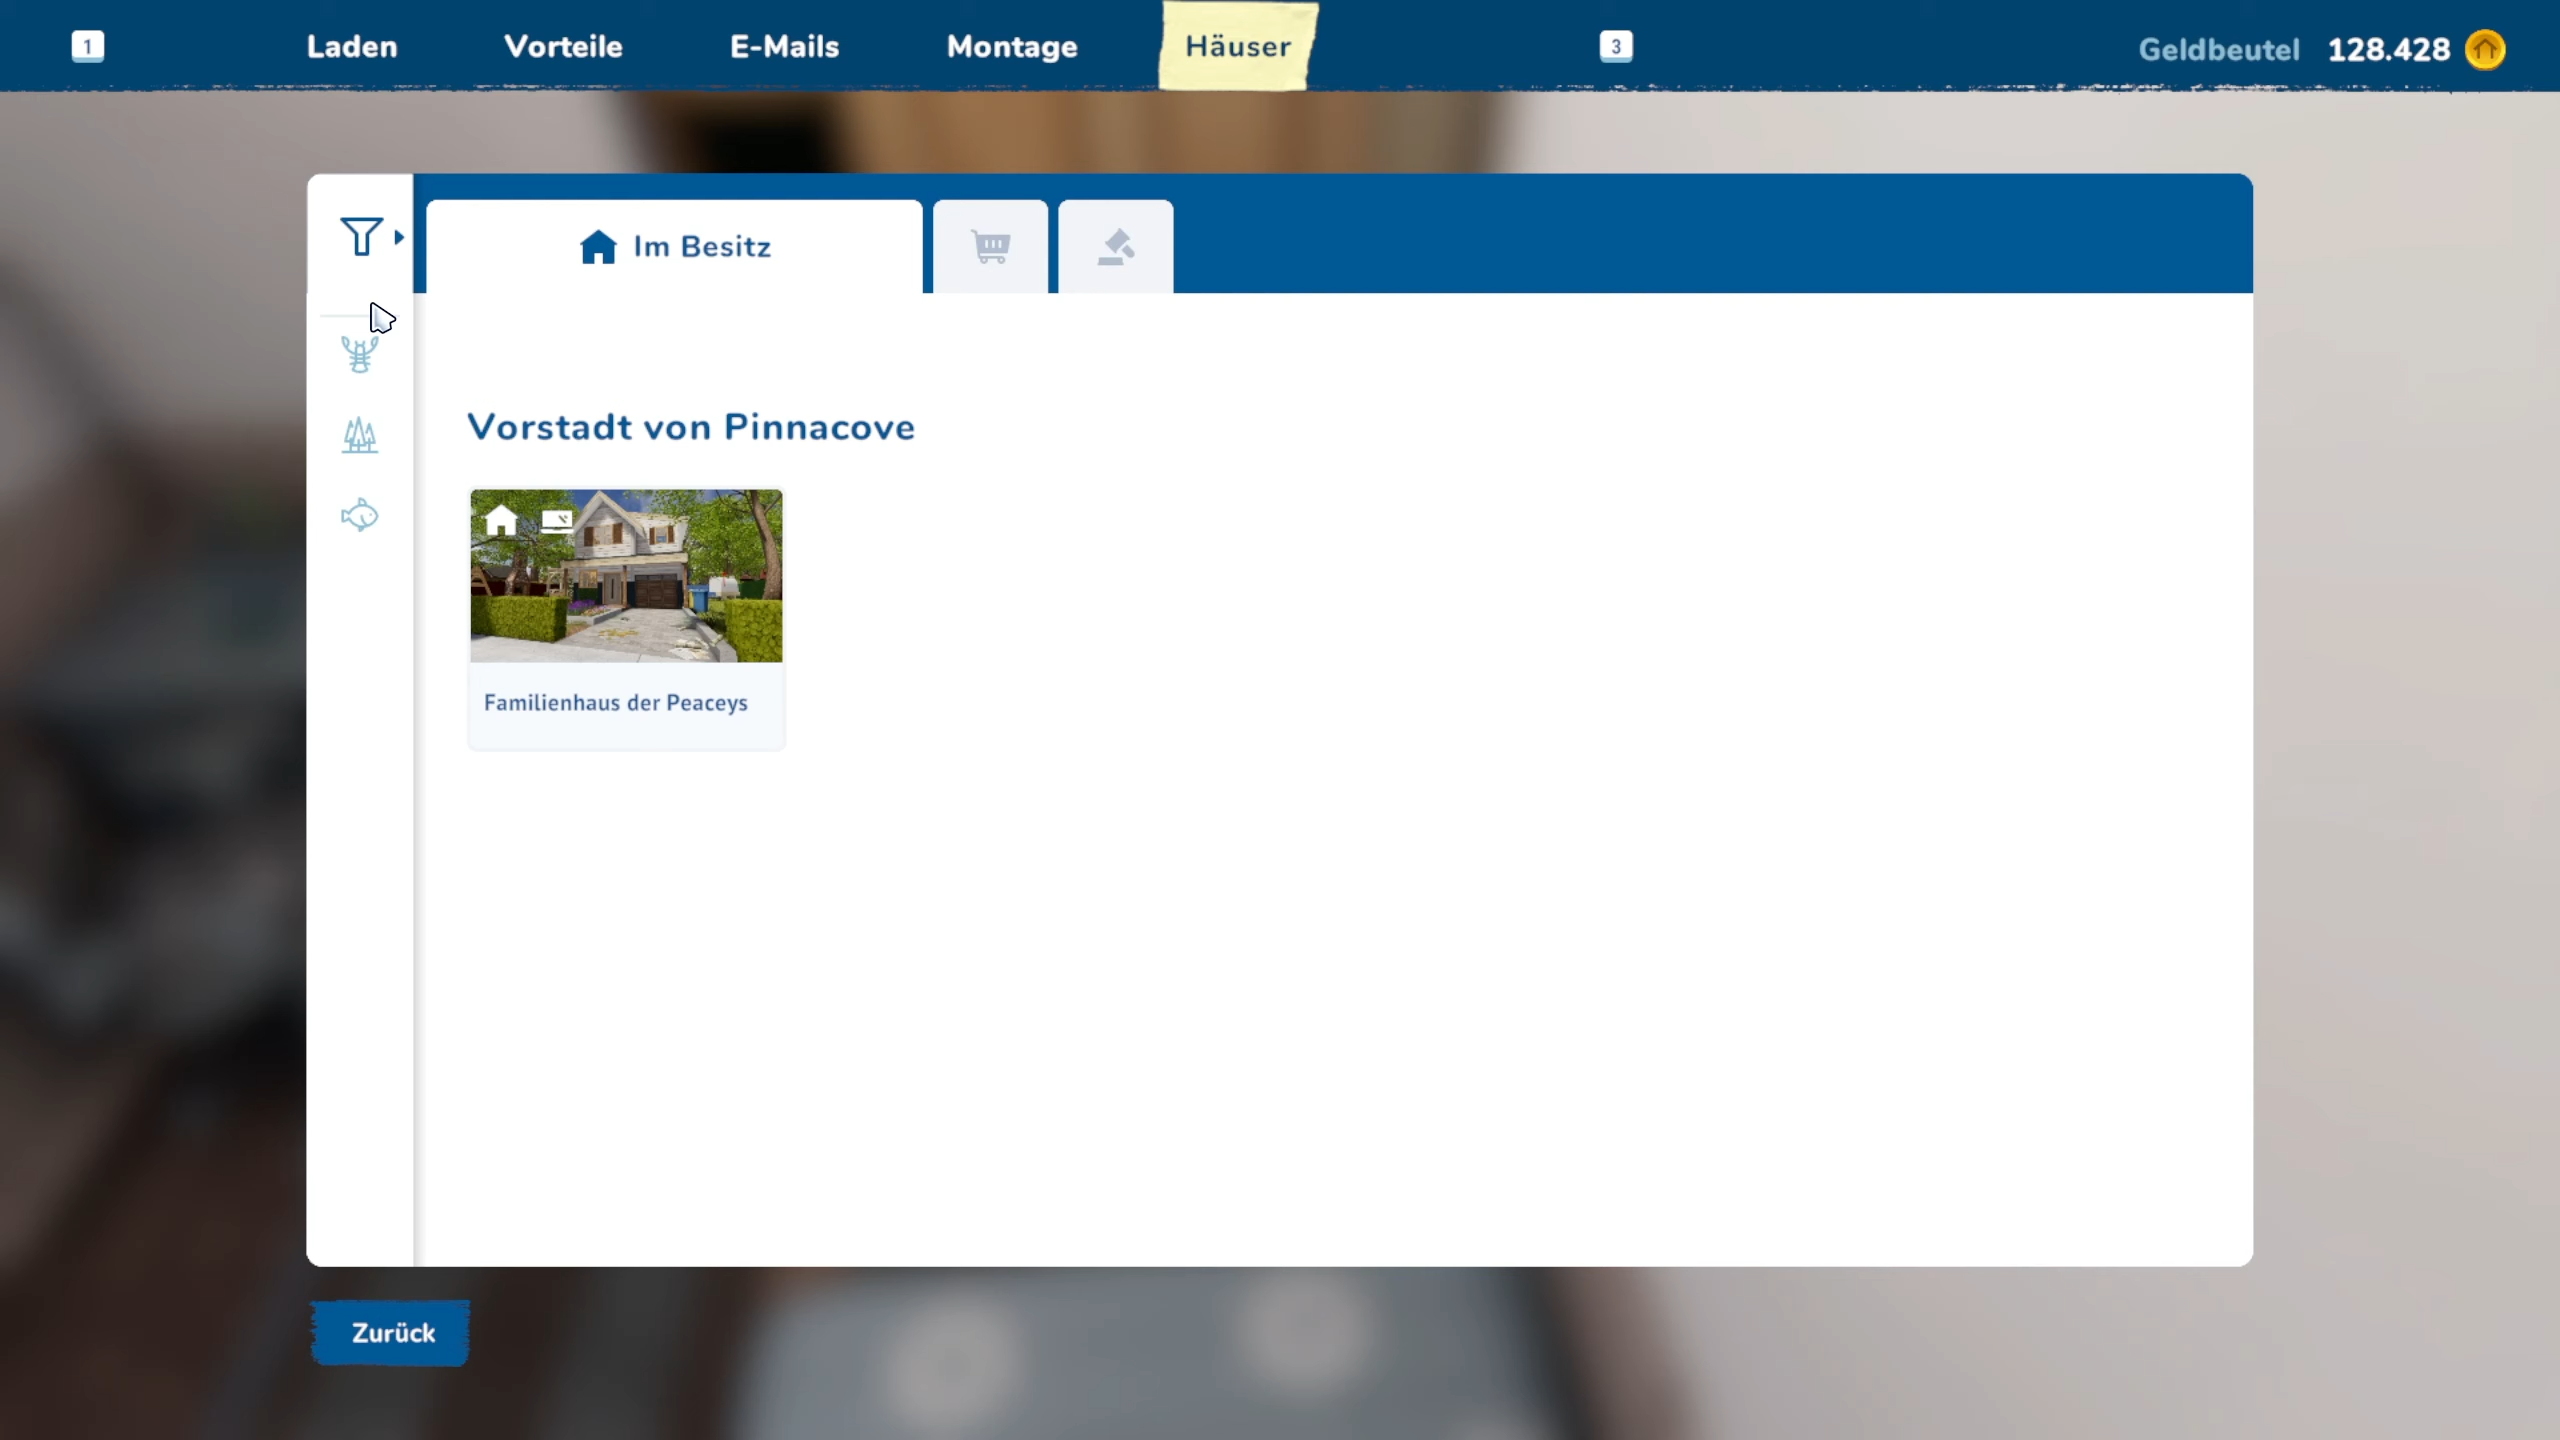 1
Laden
Vorteile
E-Mails
Montage
Häuser
3
Geldbeutel 128.428
Im Besitz
Vorstadt von Pinnacove
Familienhaus der Peaceys
Zurück